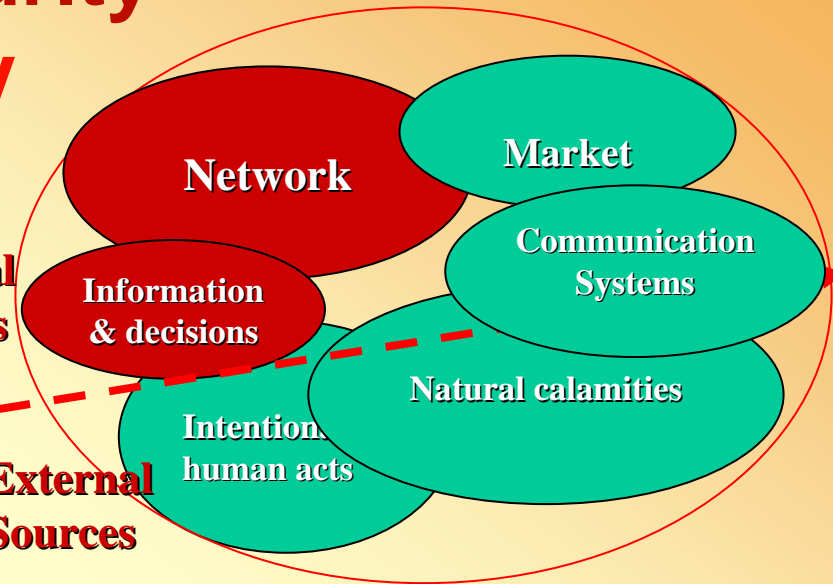 Network
Market
Communication
Systems
Information
& decisions
Natural calamities
human acts
External
Sources